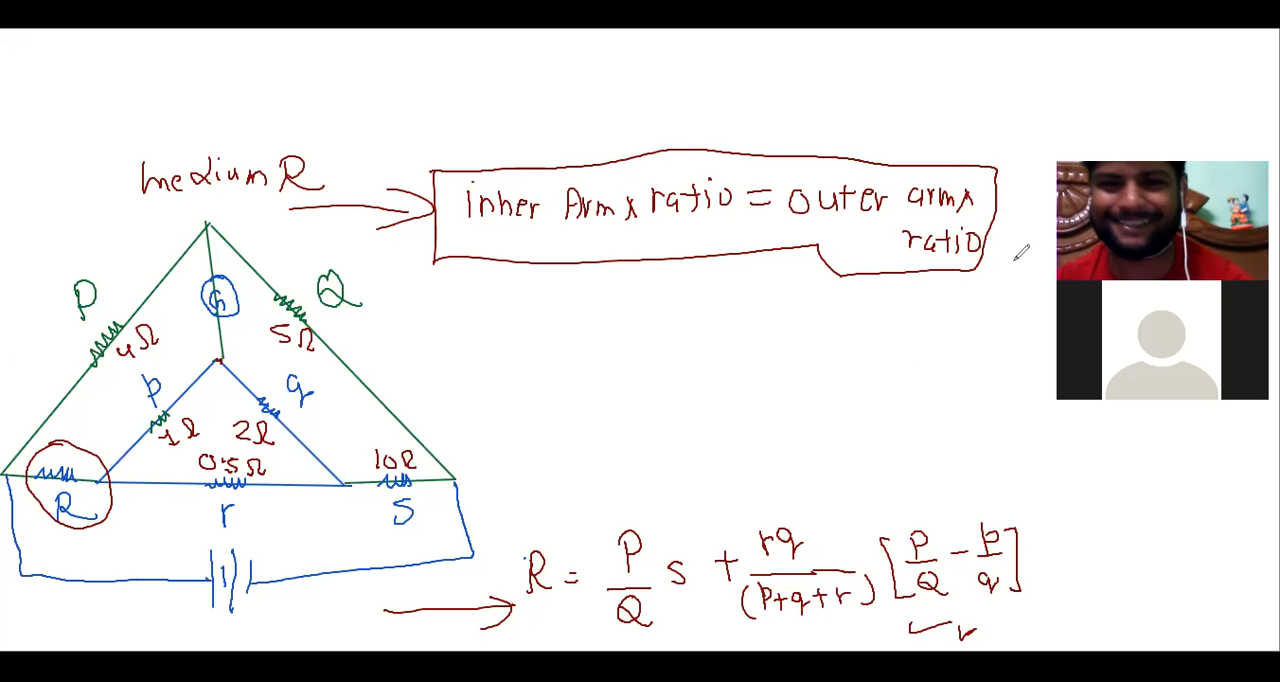 medium R
inner Arm x ratio = outer arm x
ratio
P
Q
G
4Ω
5Ω
p
q
1Ω
2Ω
0.5Ω
10Ω
R
r
S
R = P/Q S + rq/(p+q+r) [P/Q - p/q]